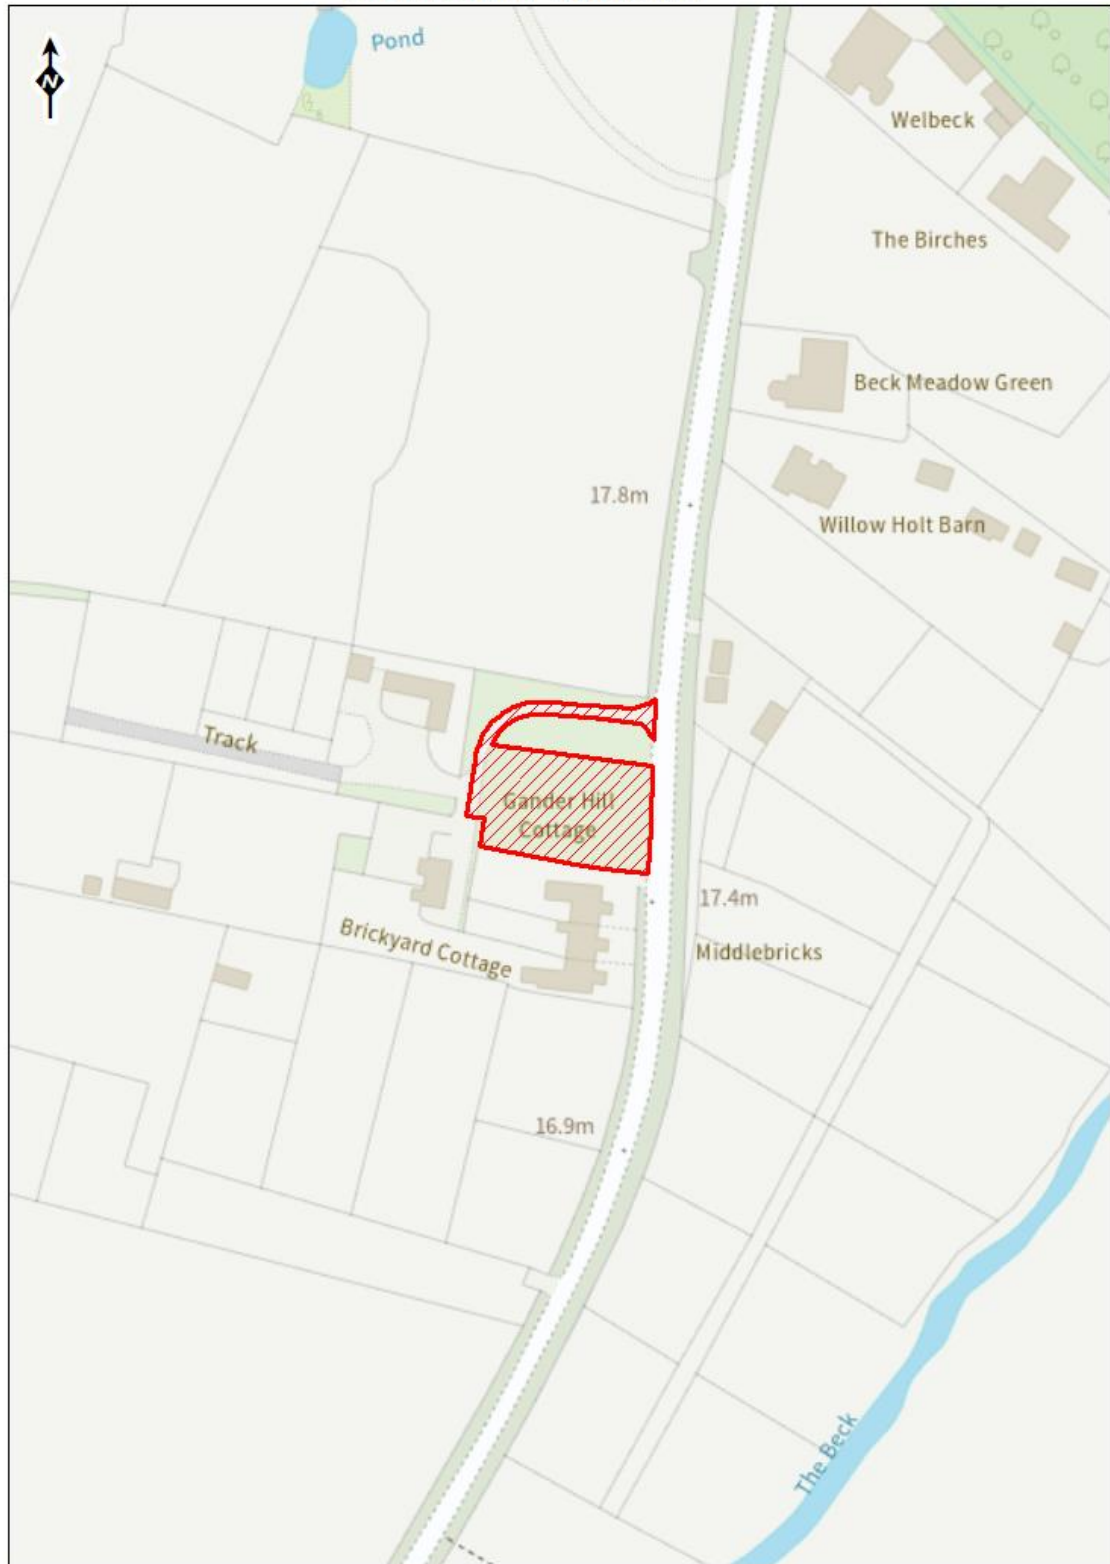 N
Pond
Welbeck
The Birches
Beck Meadow Green
17.8m
Willow Holt Barn
Track
Gander Hill
Cottage
17.4m
Brickyard Cottage
Middlebricks
16.9m
The Beck